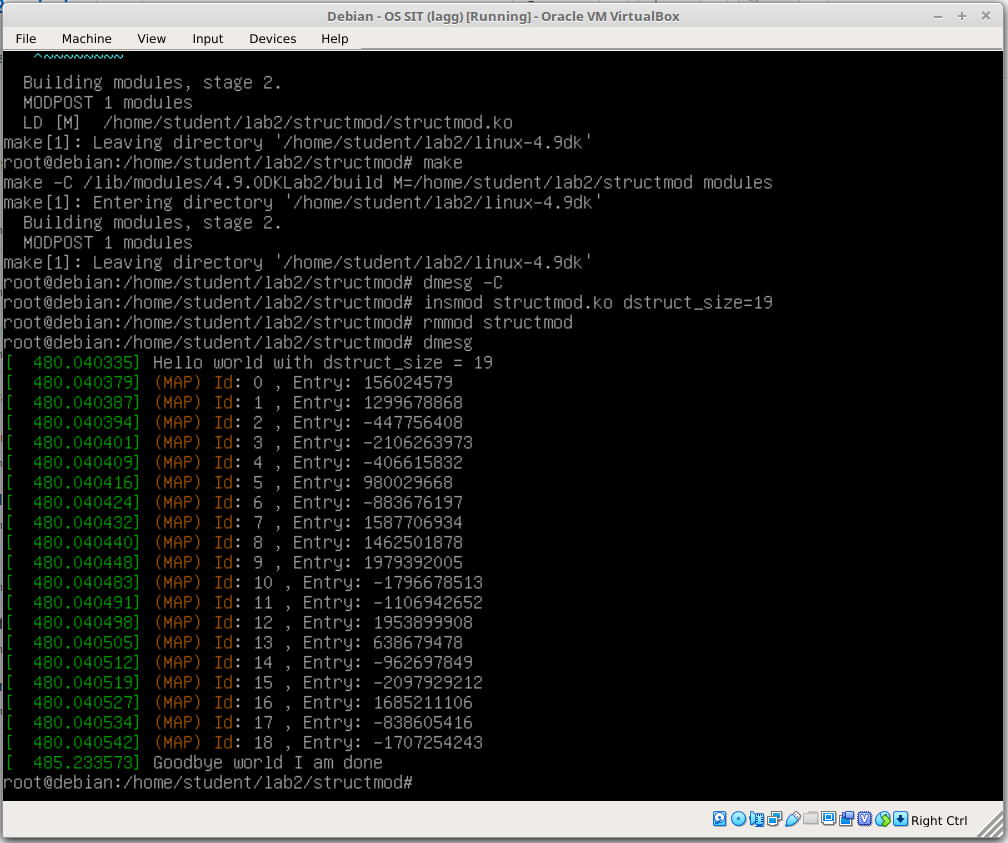 Debian - OS SIT (lagg) [Running] - Oracle VM VirtualBox
File Machine View Input Devices Help
^~~~~~~~~
  Building modules, stage 2.
  MODPOST 1 modules
  LD [M]  /home/student/lab2/structmod/structmod.ko
make[1]: Leaving directory '/home/student/lab2/linux-4.9dk'
root@debian:/home/student/lab2/structmod# make
make -C /lib/modules/4.9.0DKLab2/build M=/home/student/lab2/structmod modules
make[1]: Entering directory '/home/student/lab2/linux-4.9dk'
  Building modules, stage 2.
  MODPOST 1 modules
make[1]: Leaving directory '/home/student/lab2/linux-4.9dk'
root@debian:/home/student/lab2/structmod# dmesg -C
root@debian:/home/student/lab2/structmod# insmod structmod.ko dstruct_size=19
root@debian:/home/student/lab2/structmod# rmmod structmod
root@debian:/home/student/lab2/structmod# dmesg
[  480.040335] Hello world with dstruct_size = 19
[  480.040379] (MAP) Id: 0 , Entry: 156024579
[  480.040387] (MAP) Id: 1 , Entry: 1299678868
[  480.040394] (MAP) Id: 2 , Entry: -447756408
[  480.040401] (MAP) Id: 3 , Entry: -2106263973
[  480.040409] (MAP) Id: 4 , Entry: -406615832
[  480.040416] (MAP) Id: 5 , Entry: 980029668
[  480.040424] (MAP) Id: 6 , Entry: -883676197
[  480.040432] (MAP) Id: 7 , Entry: 1587706934
[  480.040440] (MAP) Id: 8 , Entry: 1462501878
[  480.040448] (MAP) Id: 9 , Entry: 1979392005
[  480.040483] (MAP) Id: 10 , Entry: -1796678513
[  480.040491] (MAP) Id: 11 , Entry: -1106942652
[  480.040498] (MAP) Id: 12 , Entry: 1953899908
[  480.040505] (MAP) Id: 13 , Entry: 638679478
[  480.040512] (MAP) Id: 14 , Entry: -962697849
[  480.040519] (MAP) Id: 15 , Entry: -2097929212
[  480.040527] (MAP) Id: 16 , Entry: 1685211106
[  480.040534] (MAP) Id: 17 , Entry: -838605416
[  480.040542] (MAP) Id: 18 , Entry: -1707254243
[  485.233573] Goodbye world I am done
root@debian:/home/student/lab2/structmod#
Right Ctrl